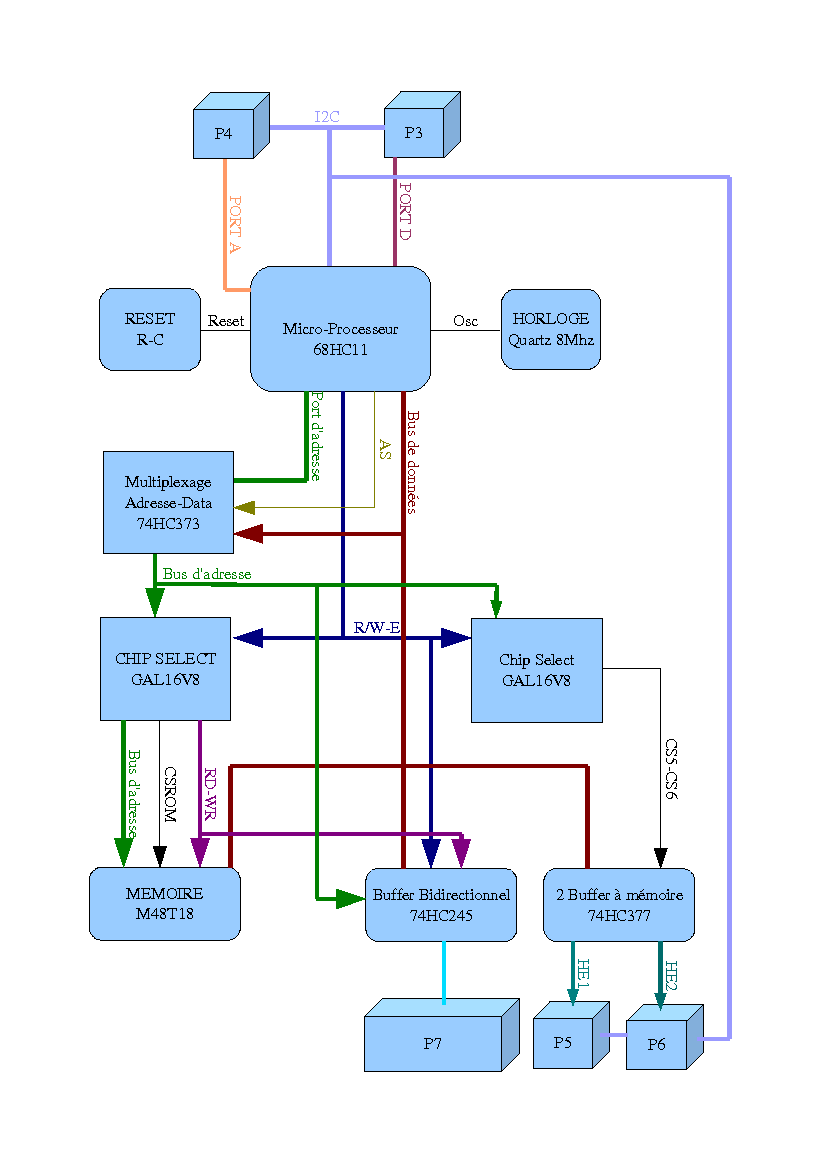 I2C
P4
P3
PORT A
PORT D
RESET
R-C
Reset
Micro-Processeur
68HC11
Osc
HORLOGE
Quartz 8Mhz
Port d'adresse
AS
Bus de données
Multiplexage
Adresse-Data
74HC373
Bus d'adresse
R/W-E
CHIP SELECT
GAL16V8
Chip Select
GAL16V8
Bus d'adresse
CSROM
RD-WR
CS5-CS6
MEMOIRE
M48T18
Buffer Bidirectionnel
74HC245
2 Buffer à mémoire
74HC377
HE1
HE2
P7
P5
P6